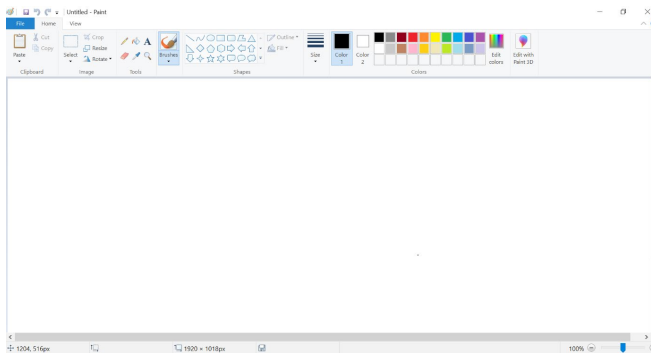 Untitled - Paint
File Home View
Paste
Cut
Copy
Clipboard
Select
Crop
Resize
Rotate
Image
A
Tools
Brushes
Outline
Fill
Shapes
Size
Color 1
Color 2
Edit colors
Colors
Edit with Paint 3D
1204, 516px
1920 × 1018px
100%